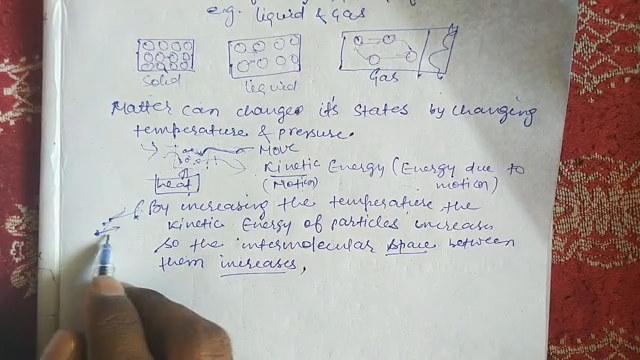 e.g. Liquid & Gas
Solid
Liquid
Gas
Matter can change it's states by changing
temperature & pressure.
Move
Kinetic Energy (Energy due to
(Motion)
motion)
heat
By increasing the temperature the
Kinetic Energy of particles increases
so the intermolecular space between
them increases,